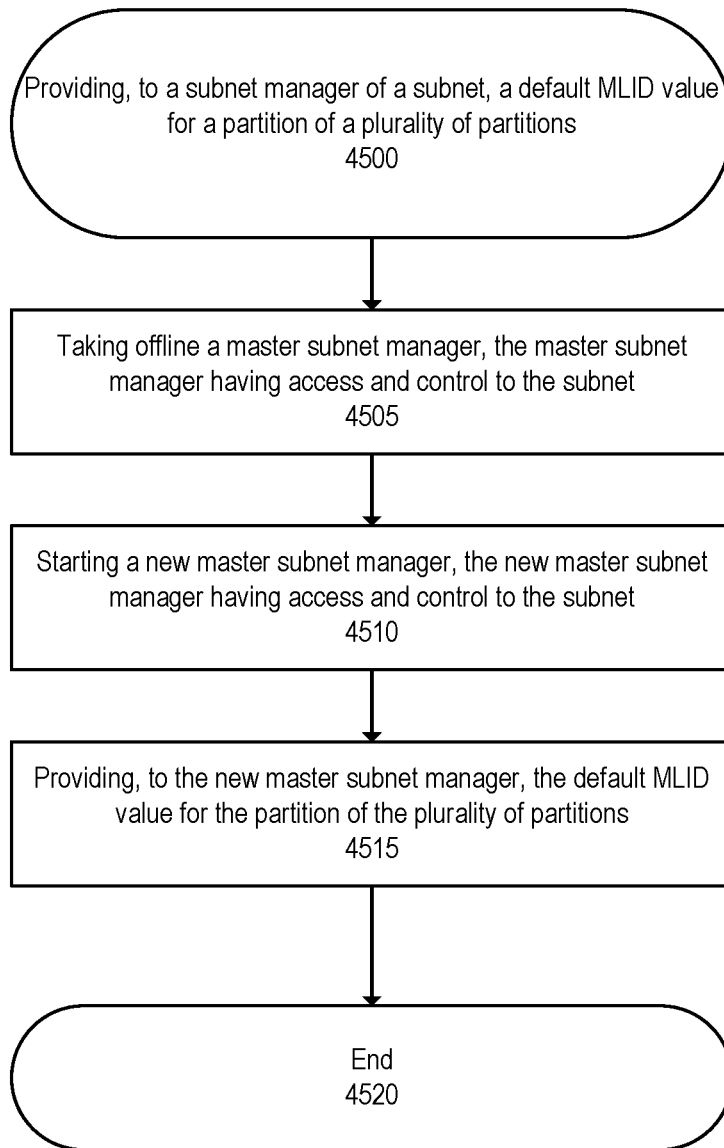 Providing, to a subnet manager of a subnet, a default MLID value
for a partition of a plurality of partitions
4500
Taking offline a master subnet manager, the master subnet
manager having access and control to the subnet
4505
Starting a new master subnet manager, the new master subnet
manager having access and control to the subnet
4510
Providing, to the new master subnet manager, the default MLID
value for the partition of the plurality of partitions
4515
End
4520